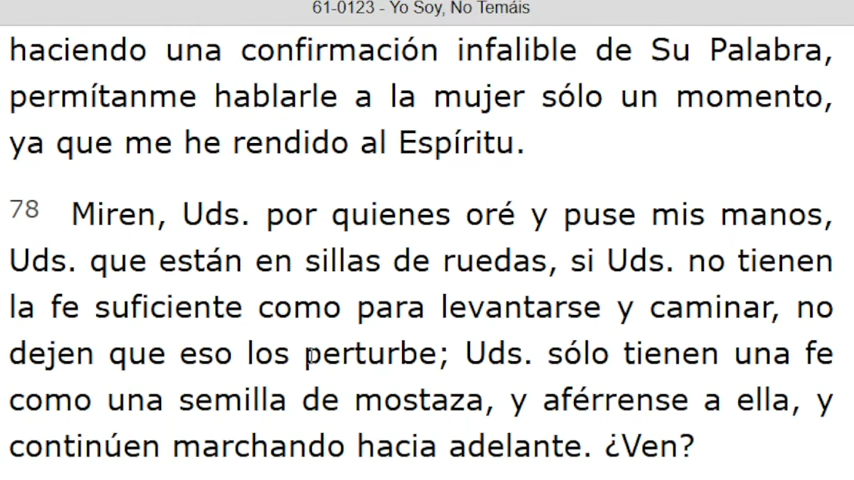 61-0123 - Yo Soy, No Temáis
haciendo una confirmación infalible de Su Palabra,
permítanme hablarle a la mujer sólo un momento,
ya que me he rendido al Espíritu.
78 Miren, Uds. por quienes oré y puse mis manos,
Uds. que están en sillas de ruedas, si Uds. no tienen
la fe suficiente como para levantarse y caminar, no
dejen que eso los perturbe; Uds. sólo tienen una fe
como una semilla de mostaza, y aférrense a ella, y
continúen marchando hacia adelante. ¿Ven?